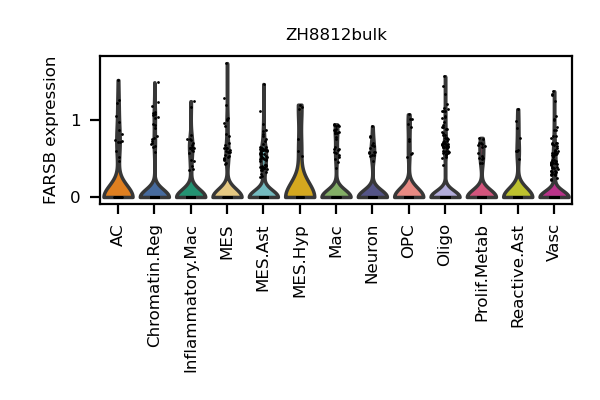 ZH8812bulk
FARSB expression
1
0
AC
Chromatin.Reg
Inflammatory.Mac
MES
MES.Ast
MES.Hyp
Mac
Neuron
OPC
Oligo
Prolif.Metab
Reactive.Ast
Vasc